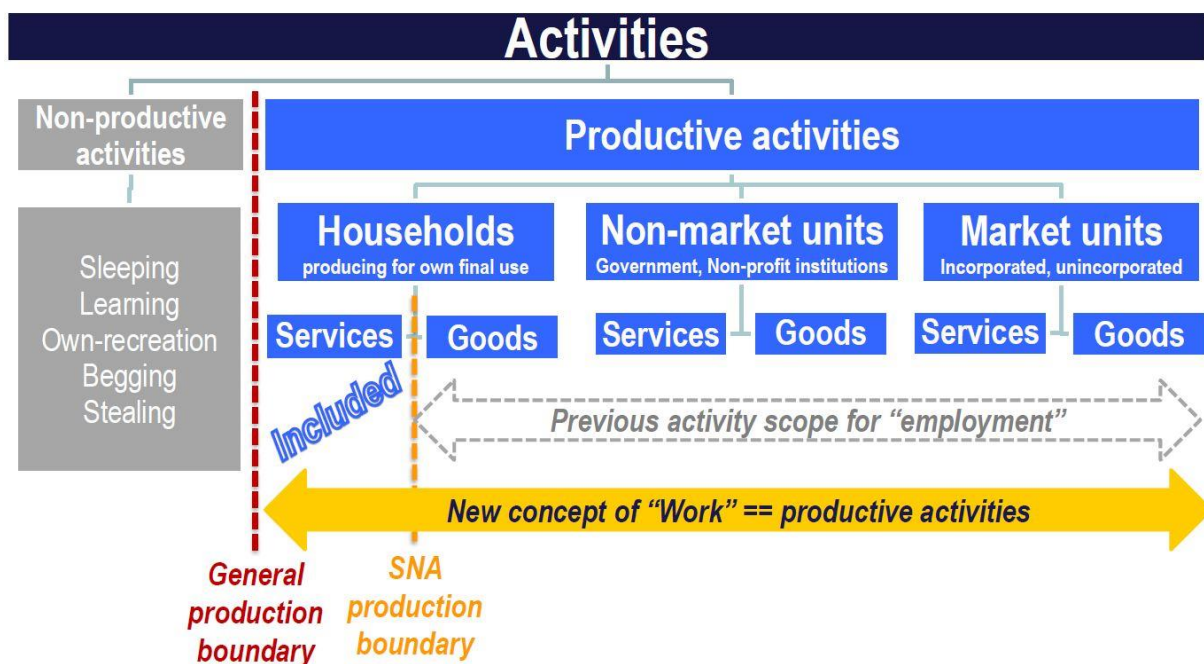 Activities
Non-productive
activities
Productive activities
Sleeping
Learning
Own-recreation
Begging
Stealing
Households
producing for own final use
Non-market units
Government, Non-profit institutions
Market units
Incorporated, unincorporated
Services
Goods
Services
Goods
Services
Goods
Included
Previous activity scope for “employment”
New concept of “Work” == productive activities
General
production
boundary
SNA
production
boundary